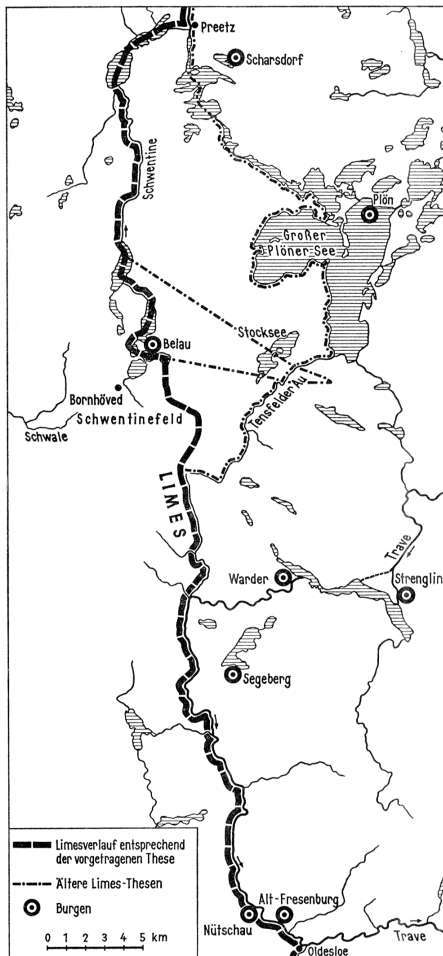 Preetz
Scharsdorf
Schwentine
Plön
Großer
Plöner-See
Stocksee
Belau
Bornhöved
Schwentinefeld
Schwale
Tensfelder Au
LIMES
Trave
Warder
Strenglin
Segeberg
Limesverlauf entsprechend
der vorgetragenen These
Ältere Limes-Thesen
Burgen
0 1 2 3 4 5 km
Alt-Fresenburg
Nütschau
Trave
Oldesloe